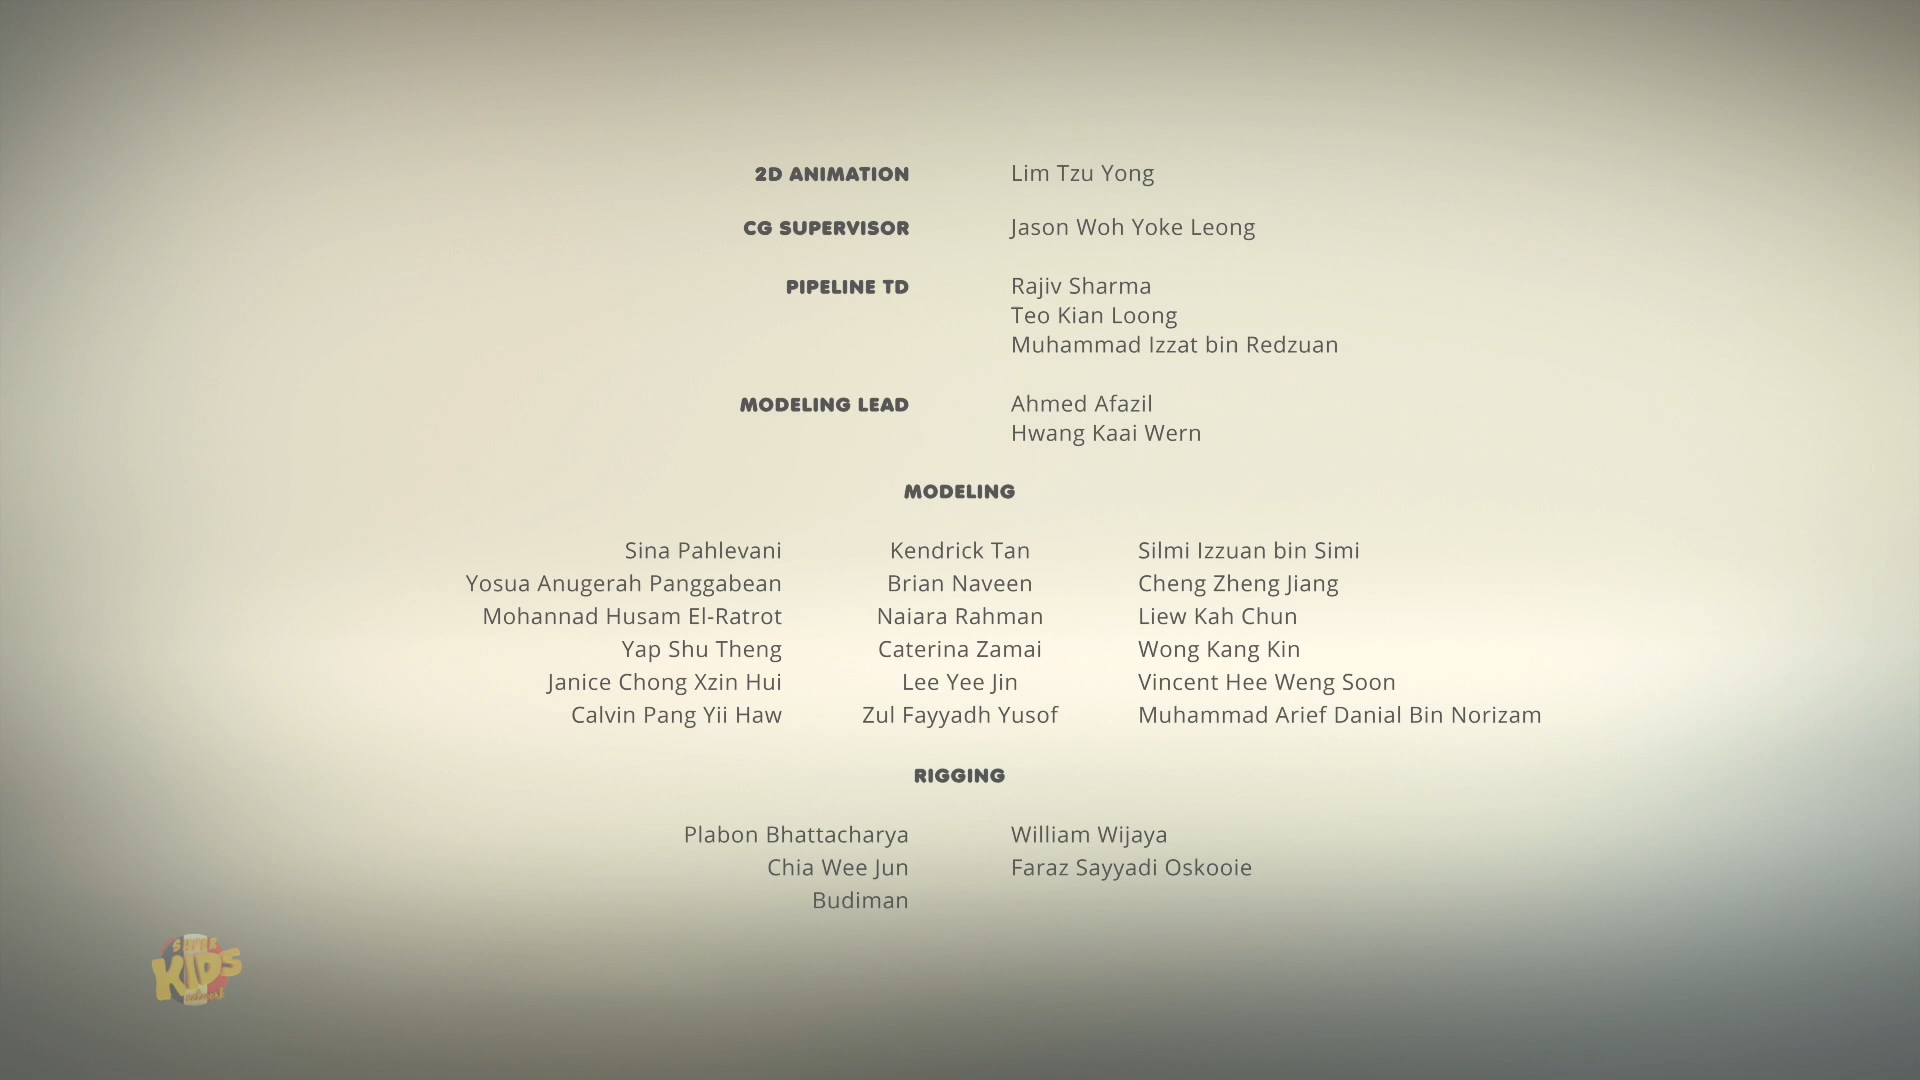 2D ANIMATION Lim Tzu Yong
CG SUPERVISOR Jason Woh Yoke Leong
PIPELINE TD Rajiv Sharma
Teo Kian Loong
Muhammad Izzat bin Redzuan
MODELING LEAD Ahmed Afazil
Hwang Kaai Wern
MODELING
Sina Pahlevani Kendrick Tan Silmi Izzuan bin Simi
Yosua Anugerah Panggabean Brian Naveen Cheng Zheng Jiang
Mohannad Husam El-Ratrot Naiara Rahman Liew Kah Chun
Yap Shu Theng Caterina Zamai Wong Kang Kin
Janice Chong Xzin Hui Lee Yee Jin Vincent Hee Weng Soon
Calvin Pang Yii Haw Zul Fayyadh Yusof Muhammad Arief Danial Bin Norizam
RIGGING
Plabon Bhattacharya William Wijaya
Chia Wee Jun Faraz Sayyadi Oskooie
Budiman
SUPER
KIDS
network